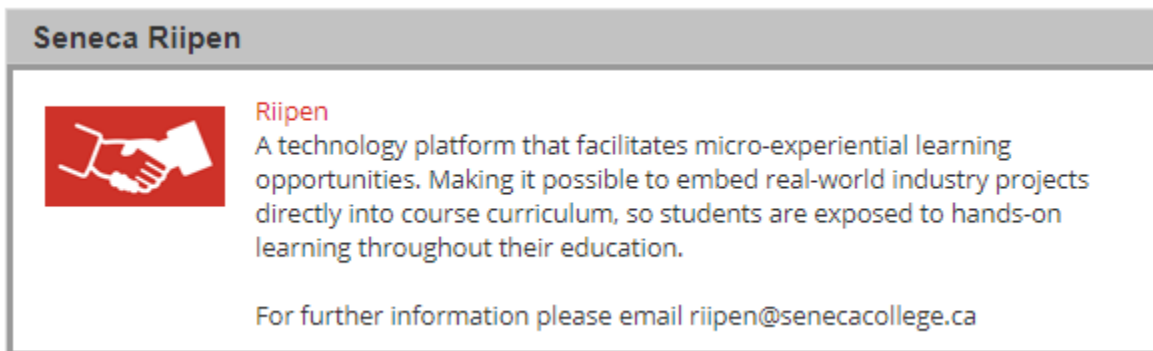 Seneca Riipen
Riipen
A technology platform that facilitates micro-experiential learning
opportunities. Making it possible to embed real-world industry projects
directly into course curriculum, so students are exposed to hands-on
learning throughout their education.
For further information please email riipen@senecacollege.ca